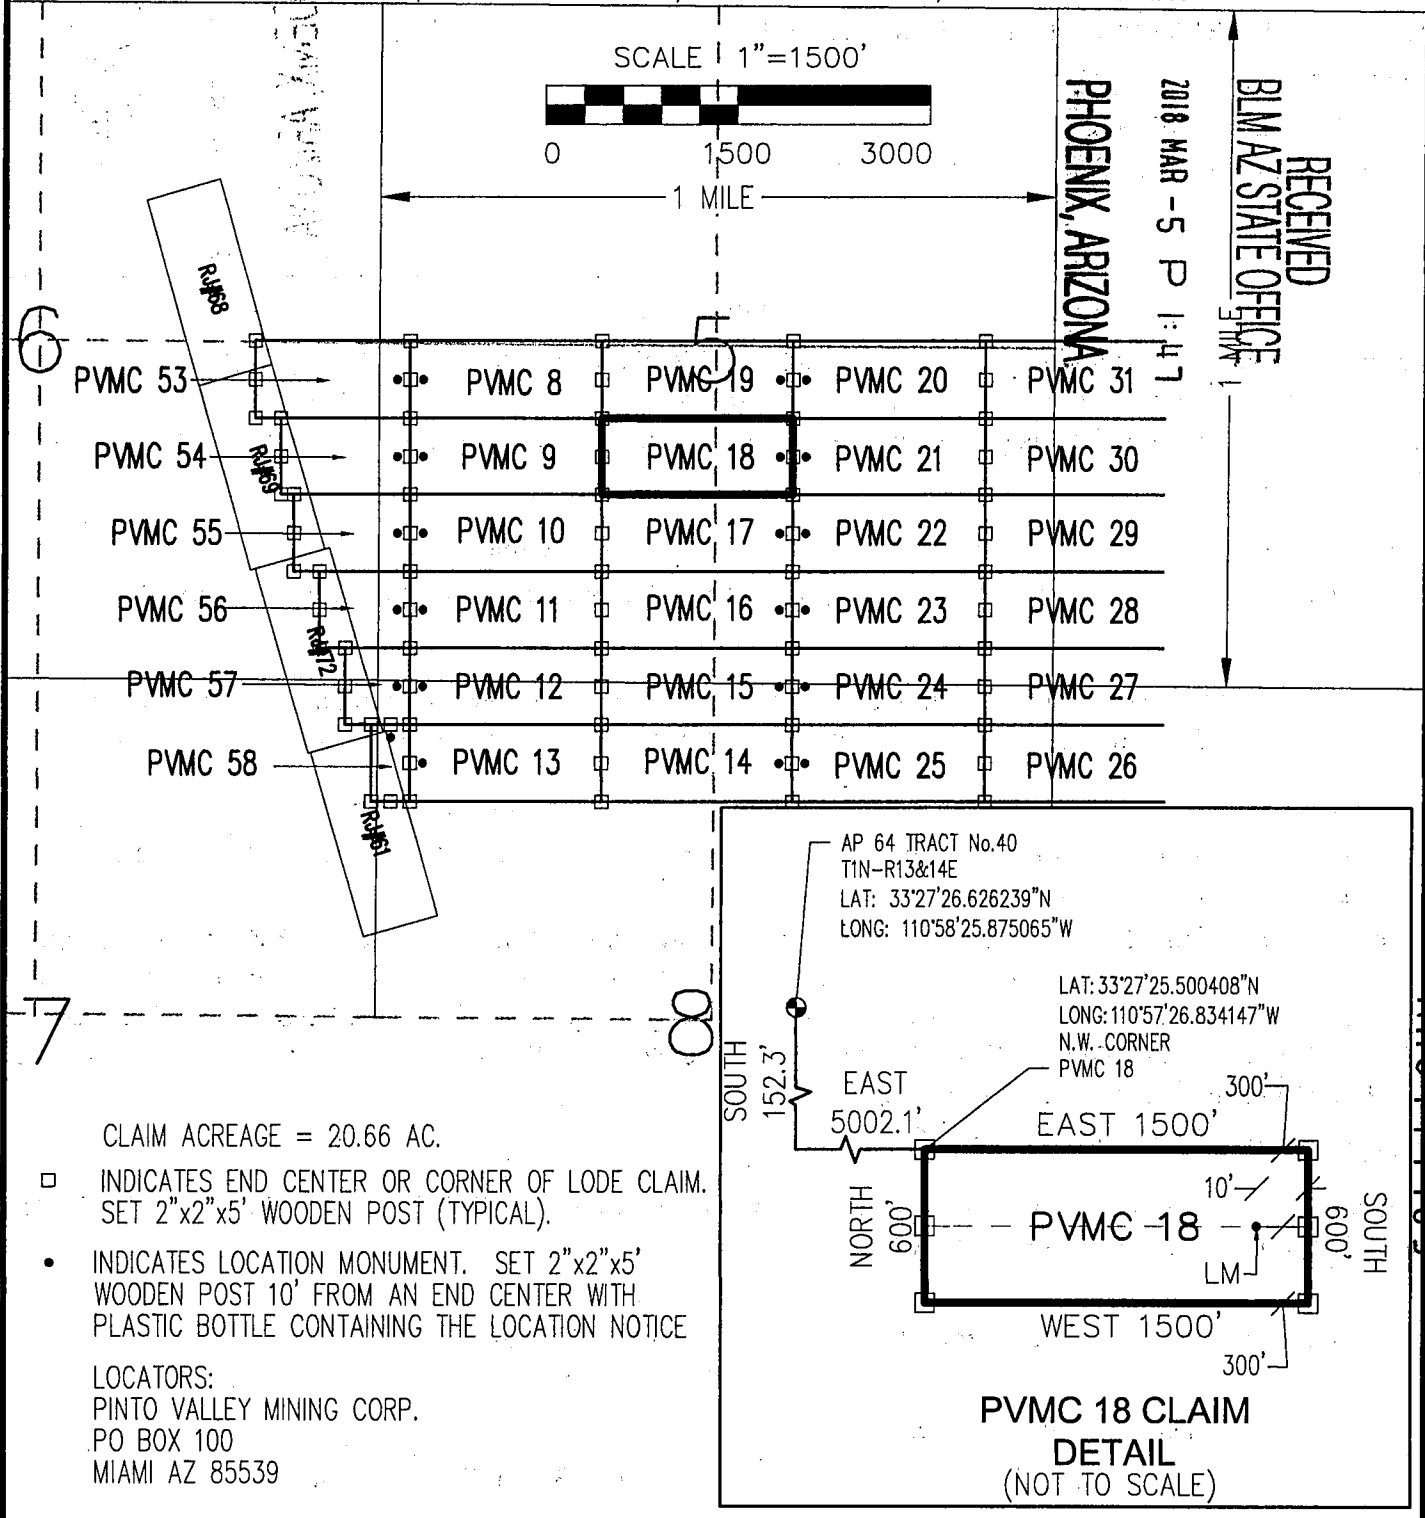 SCALE 1"=1500'
0 1500 3000
1 MILE
RECEIVED
BLM AZ STATE OFFICE
2018 MAR -5 P 1:47
PHOENIX, ARIZONA
1 MILE
6
5
RJ#68
PVMC 53
PVMC 8
PVMC 19
PVMC 20
PVMC 31
PVMC 54
RJ#69
PVMC 9
PVMC 18
PVMC 21
PVMC 30
PVMC 55
PVMC 10
PVMC 17
PVMC 22
PVMC 29
PVMC 56
PVMC 11
PVMC 16
PVMC 23
PVMC 28
RJ#72
PVMC 57
PVMC 12
PVMC 15
PVMC 24
PVMC 27
PVMC 58
PVMC 13
PVMC 14
PVMC 25
PVMC 26
RJ#61
7
8
CLAIM ACREAGE = 20.66 AC.
INDICATES END CENTER OR CORNER OF LODE CLAIM.
SET 2"x2"x5' WOODEN POST (TYPICAL).
INDICATES LOCATION MONUMENT. SET 2"x2"x5'
WOODEN POST 10' FROM AN END CENTER WITH
PLASTIC BOTTLE CONTAINING THE LOCATION NOTICE
LOCATORS:
PINTO VALLEY MINING CORP.
PO BOX 100
MIAMI AZ 85539
AP 64 TRACT No.40
T1N-R13&14E
LAT: 33°27'26.626239"N
LONG: 110°58'25.875065"W
LAT: 33°27'25.500408"N
LONG: 110°57'26.834147"W
N.W. CORNER
PVMC 18
SOUTH
152.3'
EAST
5002.1'
EAST 1500'
300'
10'
NORTH
600'
PVMC 18
LM
SOUTH
600'
WEST 1500'
300'
PVMC 18 CLAIM
DETAIL
(NOT TO SCALE)